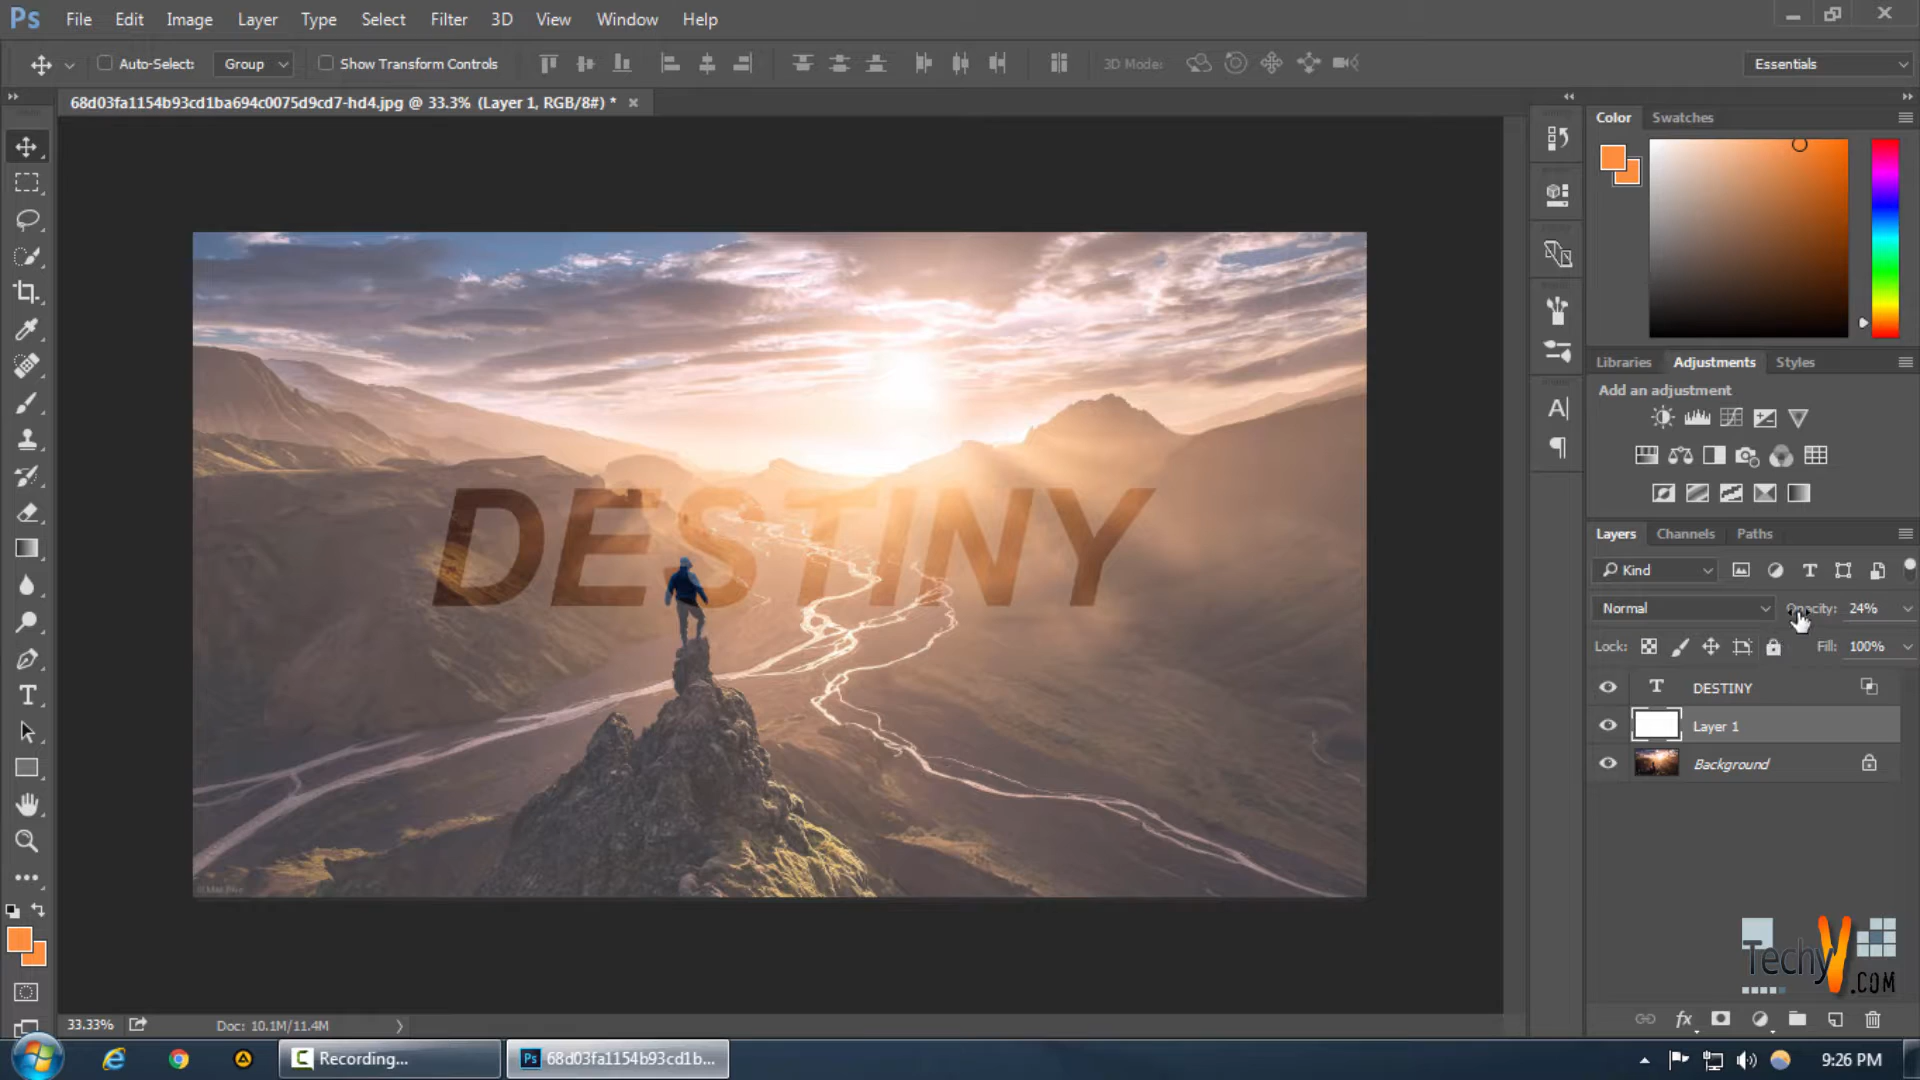 Ps File Edit Image Layer Type Select Filter 3D View Window Help
Auto-Select: Group Show Transform Controls 3D Mode: Essentials
68d03fa1154b93cd1ba694c0075d9cd7-hd4.jpg @ 33.3% (Layer 1, RGB/8#) *
Color Swatches
Libraries Adjustments Styles
Add an adjustment
DESTINY
Layers Channels Paths
Kind
Normal Opacity: 24%
Lock: Fill: 100%
T DESTINY
Layer 1
Background
TechyV
.COM
33.33% Doc: 10.1M/11.4M
Recording...
Ps 68d03fa1154b93cd1b...
9:26 PM